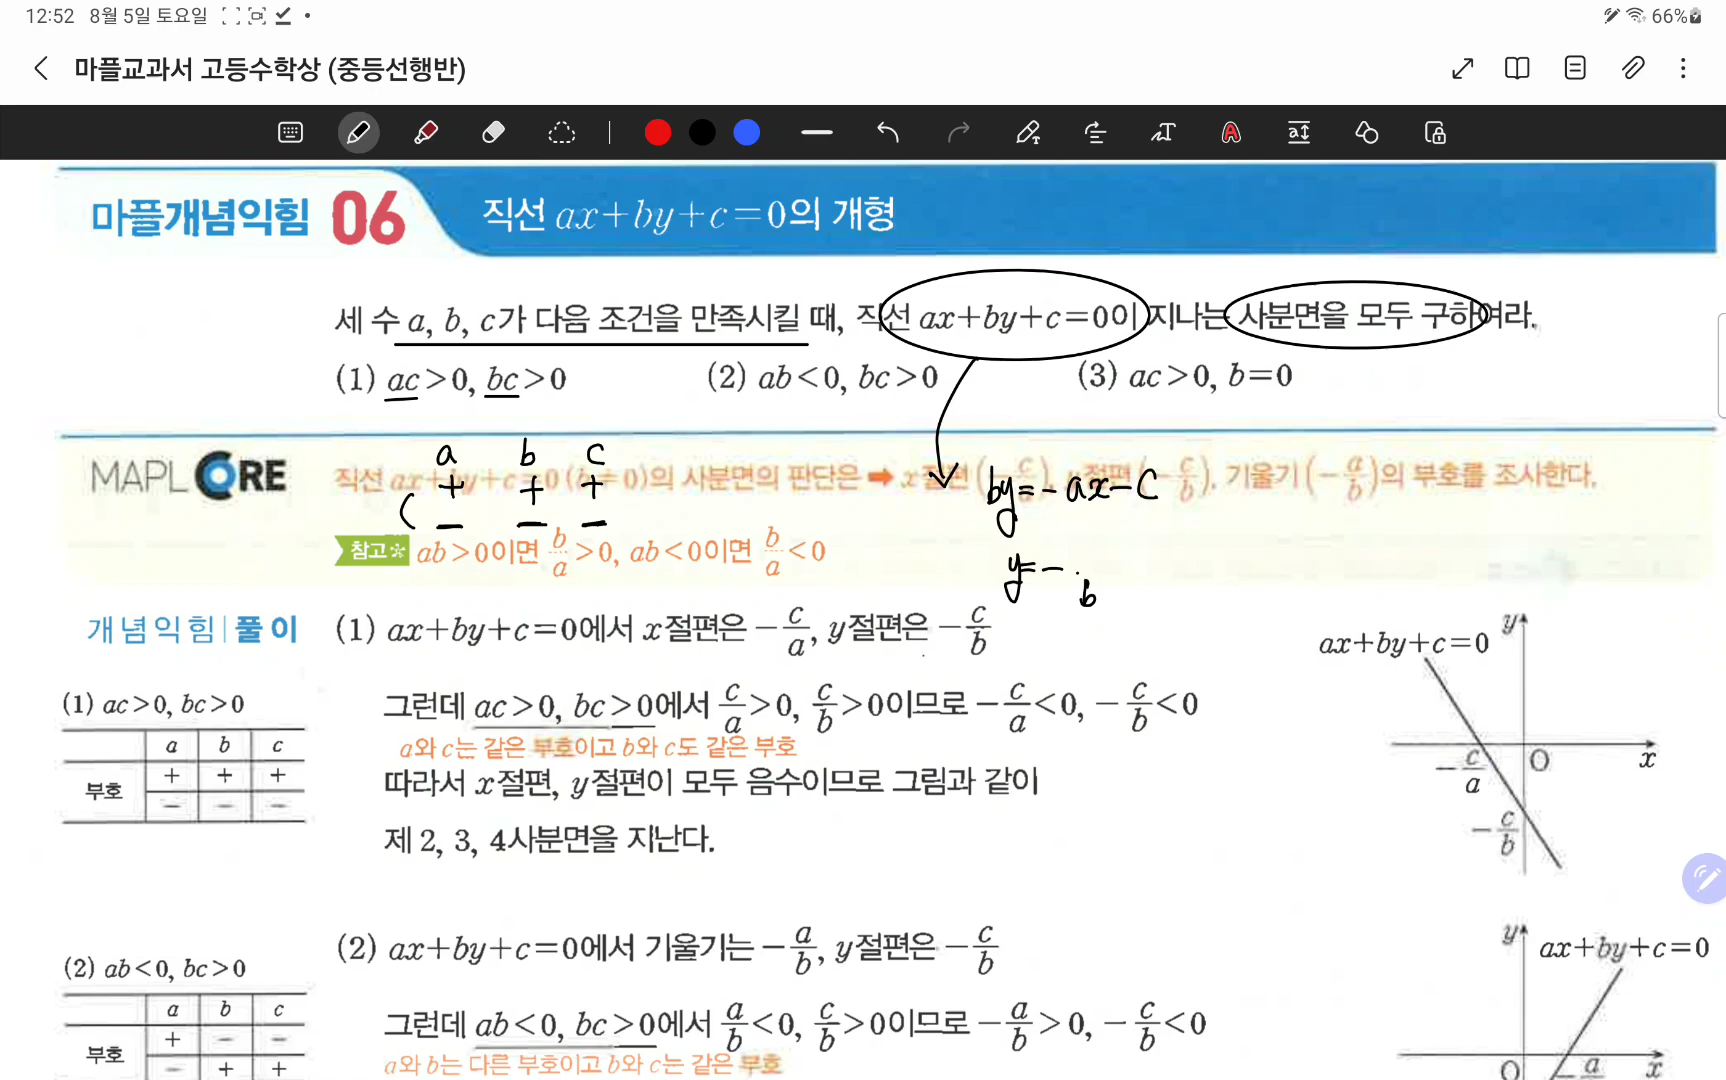 12:52 8월 5일 토요일
66%
마플교과서 고등수학상 (중등선행반)
마플개념익힘 06 직선 ax+by+c=0의 개형
세 수 a, b, c가 다음 조건을 만족시킬 때, 직선 ax+by+c=0이 지나는 사분면을 모두 구하여라.
(1) ac>0, bc>0 (2) ab<0, bc>0 (3) ac>0, b=0
a b c
+ + +
( − − −
MAPL CORE 직선 ax+by+c=0 (b≠0)의 사분면의 판단은 ➡ x절편(−c/a), y절편(−c/b), 기울기(−a/b)의 부호를 조사한다.
by=-ax-c
참고 ab>0이면 b/a>0, ab<0이면 b/a<0
y=- b
개념익힘|풀이 (1) ax+by+c=0에서 x절편은 −c/a, y절편은 −c/b
그런데 ac>0, bc>0에서 c/a>0, c/b>0이므로 −c/a<0, −c/b<0
a와 c는 같은 부호이고 b와 c도 같은 부호
따라서 x절편, y절편이 모두 음수이므로 그림과 같이
제 2, 3, 4사분면을 지난다.
(1) ac>0, bc>0
a b c
부호 + + +
− − −
ax+by+c=0 y
−c/a O x
−c/b
(2) ax+by+c=0에서 기울기는 −a/b, y절편은 −c/b
그런데 ab<0, bc>0에서 a/b<0, c/b>0이므로 −a/b>0, −c/b<0
a와 b는 다른 부호이고 b와 c는 같은 부호
(2) ab<0, bc>0
a b c
부호 + − −
− + +
y ax+by+c=0
O a x